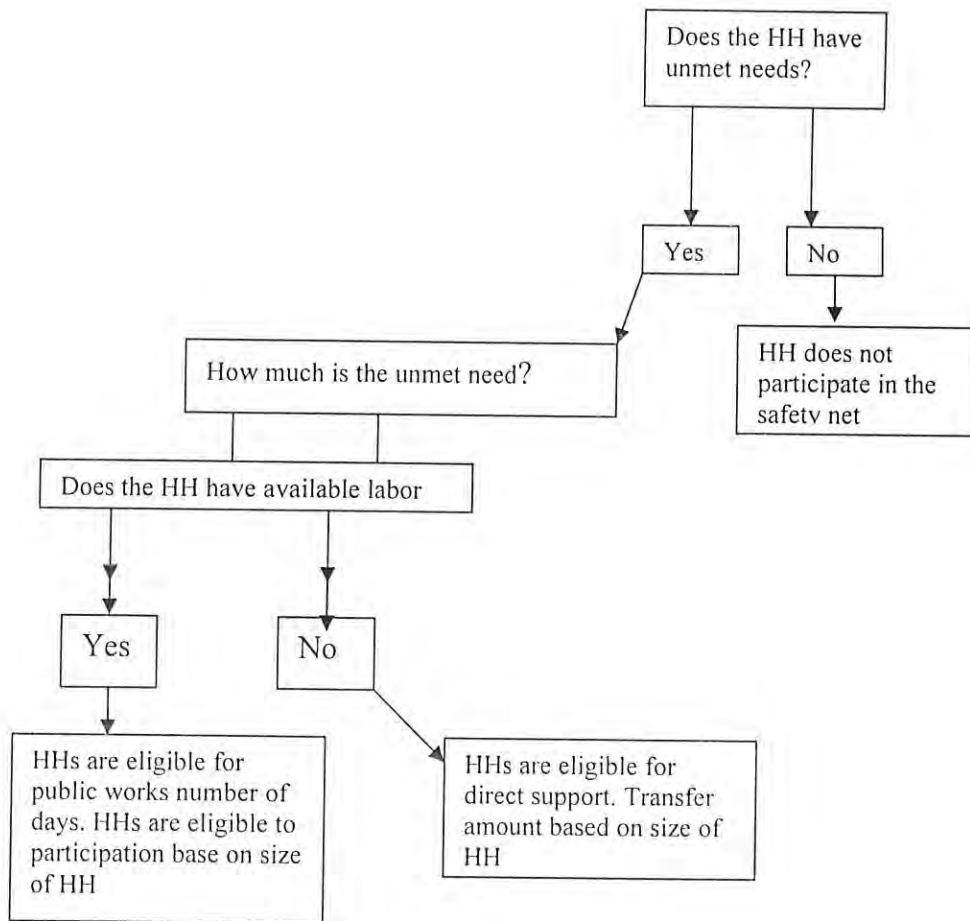 Does the HH have
unmet needs?
Yes
No
How much is the unmet need?
HH does not
participate in the
safety net
Does the HH have available labor
Yes
No
HHs are eligible for
public works number of
days. HHs are eligible to
participation base on size
of HH
HHs are eligible for
direct support. Transfer
amount based on size of
HH